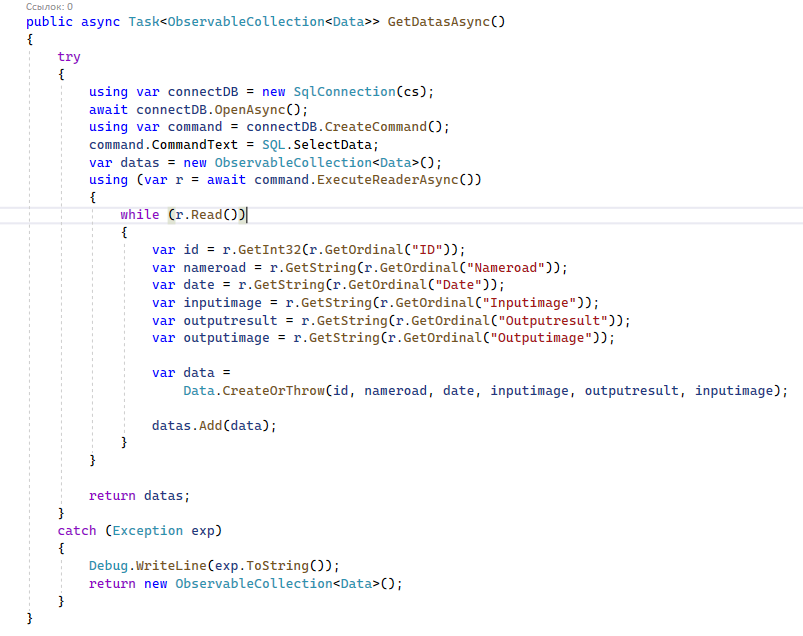 Ссылок: 0
public async Task<ObservableCollection<Data>> GetDatasAsync()
{
try
{
using var connectDB = new SqlConnection(cs);
await connectDB.OpenAsync();
using var command = connectDB.CreateCommand();
command.CommandText = SQL.SelectData;
var datas = new ObservableCollection<Data>();
using (var r = await command.ExecuteReaderAsync())
{
while (r.Read())
{
var id = r.GetInt32(r.GetOrdinal("ID"));
var nameroad = r.GetString(r.GetOrdinal("Nameroad"));
var date = r.GetString(r.GetOrdinal("Date"));
var inputimage = r.GetString(r.GetOrdinal("Inputimage"));
var outputresult = r.GetString(r.GetOrdinal("Outputresult"));
var outputimage = r.GetString(r.GetOrdinal("Outputimage"));
var data =
Data.CreateOrThrow(id, nameroad, date, inputimage, outputresult, inputimage);
datas.Add(data);
}
}
return datas;
}
catch (Exception exp)
{
Debug.WriteLine(exp.ToString());
return new ObservableCollection<Data>();
}
}